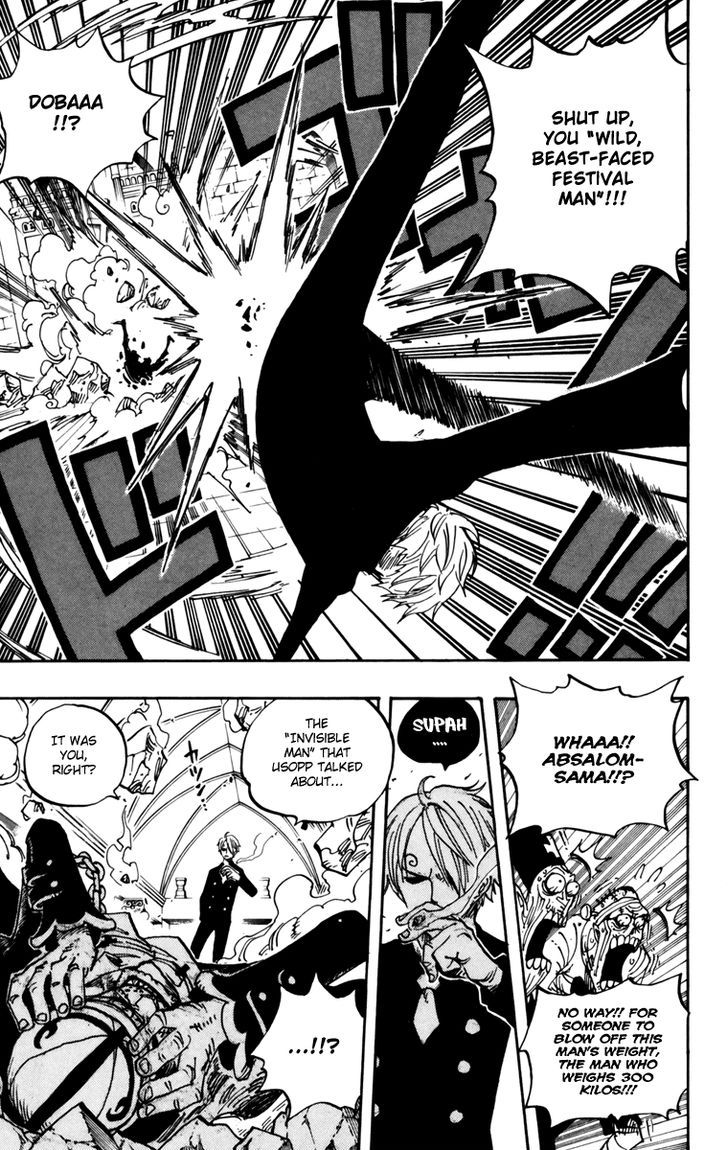 SHUT UP,
YOU "WILD,
BEAST-FACED
FESTIVAL
MAN"!!!
DOBAAA
!!?
ド
WHAAA!!
ABSALOM-
SAMA!!?
NO WAY!! FOR
SOMEONE TO
BLOW OFF THIS
MAN'S WEIGHT,
THE MAN WHO
WEIGHS 300
KILOS!!!
SUPAH
....
THE
"INVISIBLE
MAN" THAT
USOPP TALKED
ABOUT...
IT WAS
YOU,
RIGHT?
...!!?